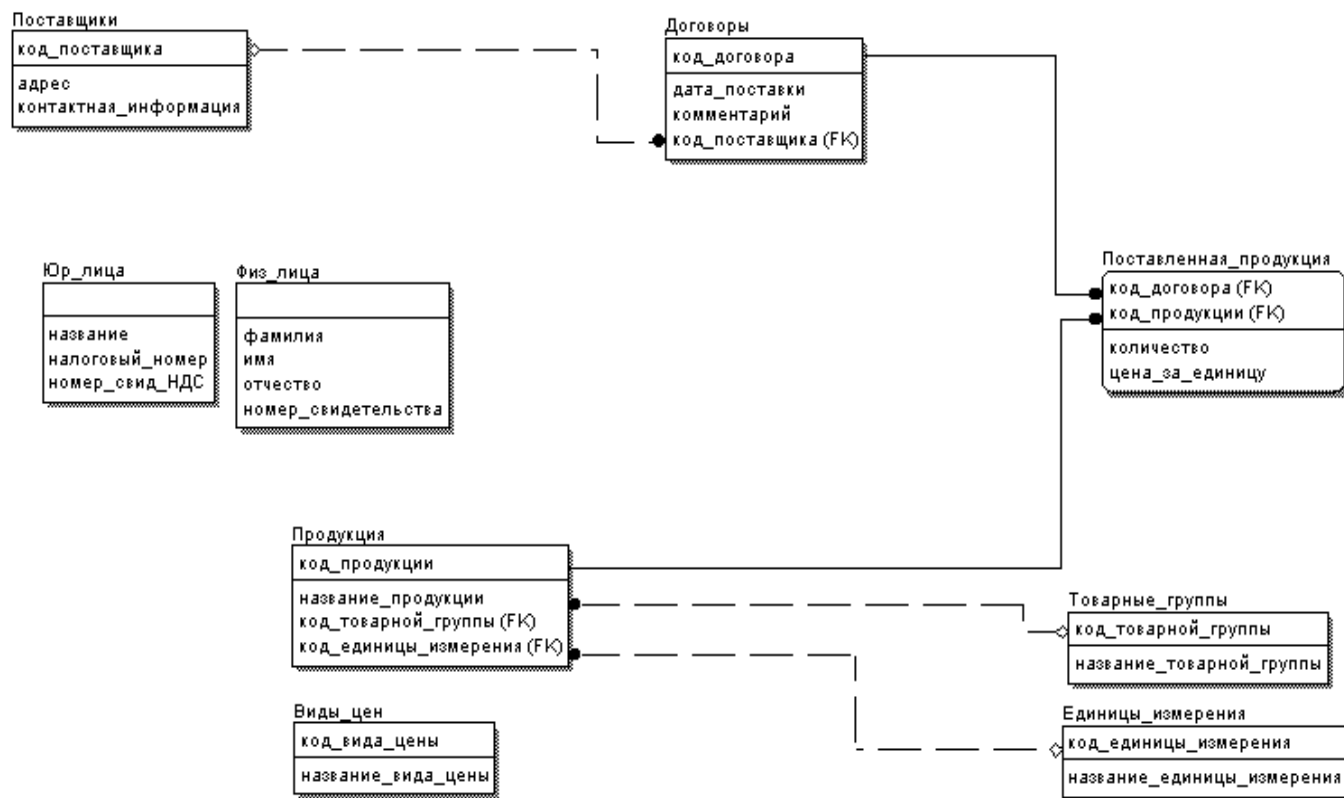 Поставщики
код_поставщика
адрес
контактная_информация
Договоры
код_договора
дата_поставки
комментарий
код_поставщика (FK)
Юр_лица
название
налоговый_номер
номер_свид_НДС
Физ_лица
фамилия
имя
отчество
номер_свидетельства
Поставленная_продукция
код_договора (FK)
код_продукции (FK)
количество
цена_за_единицу
Продукция
код_продукции
название_продукции
код_товарной_группы (FK)
код_единицы_измерения (FK)
Товарные_группы
код_товарной_группы
название_товарной_группы
Виды_цен
код_вида_цены
название_вида_цены
Единицы_измерения
код_единицы_измерения
название_единицы_измерения